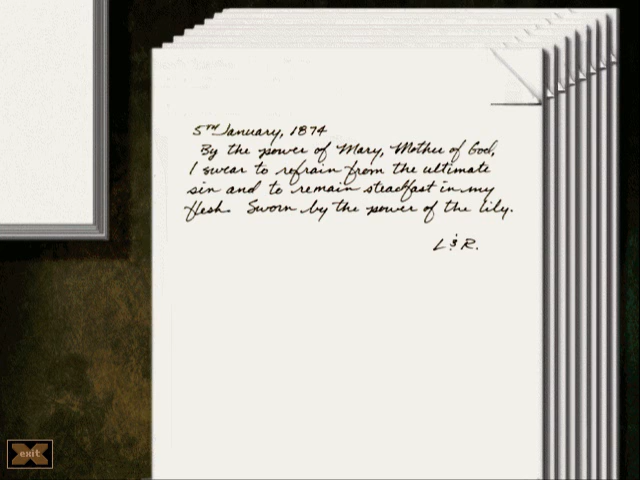 5TH January, 1874
By the power of Mary, Mother of God,
I swear to refrain from the ultimate
sin and to remain steadfast in my
flesh. Sworn by the power of the lily.
L & R.
exit